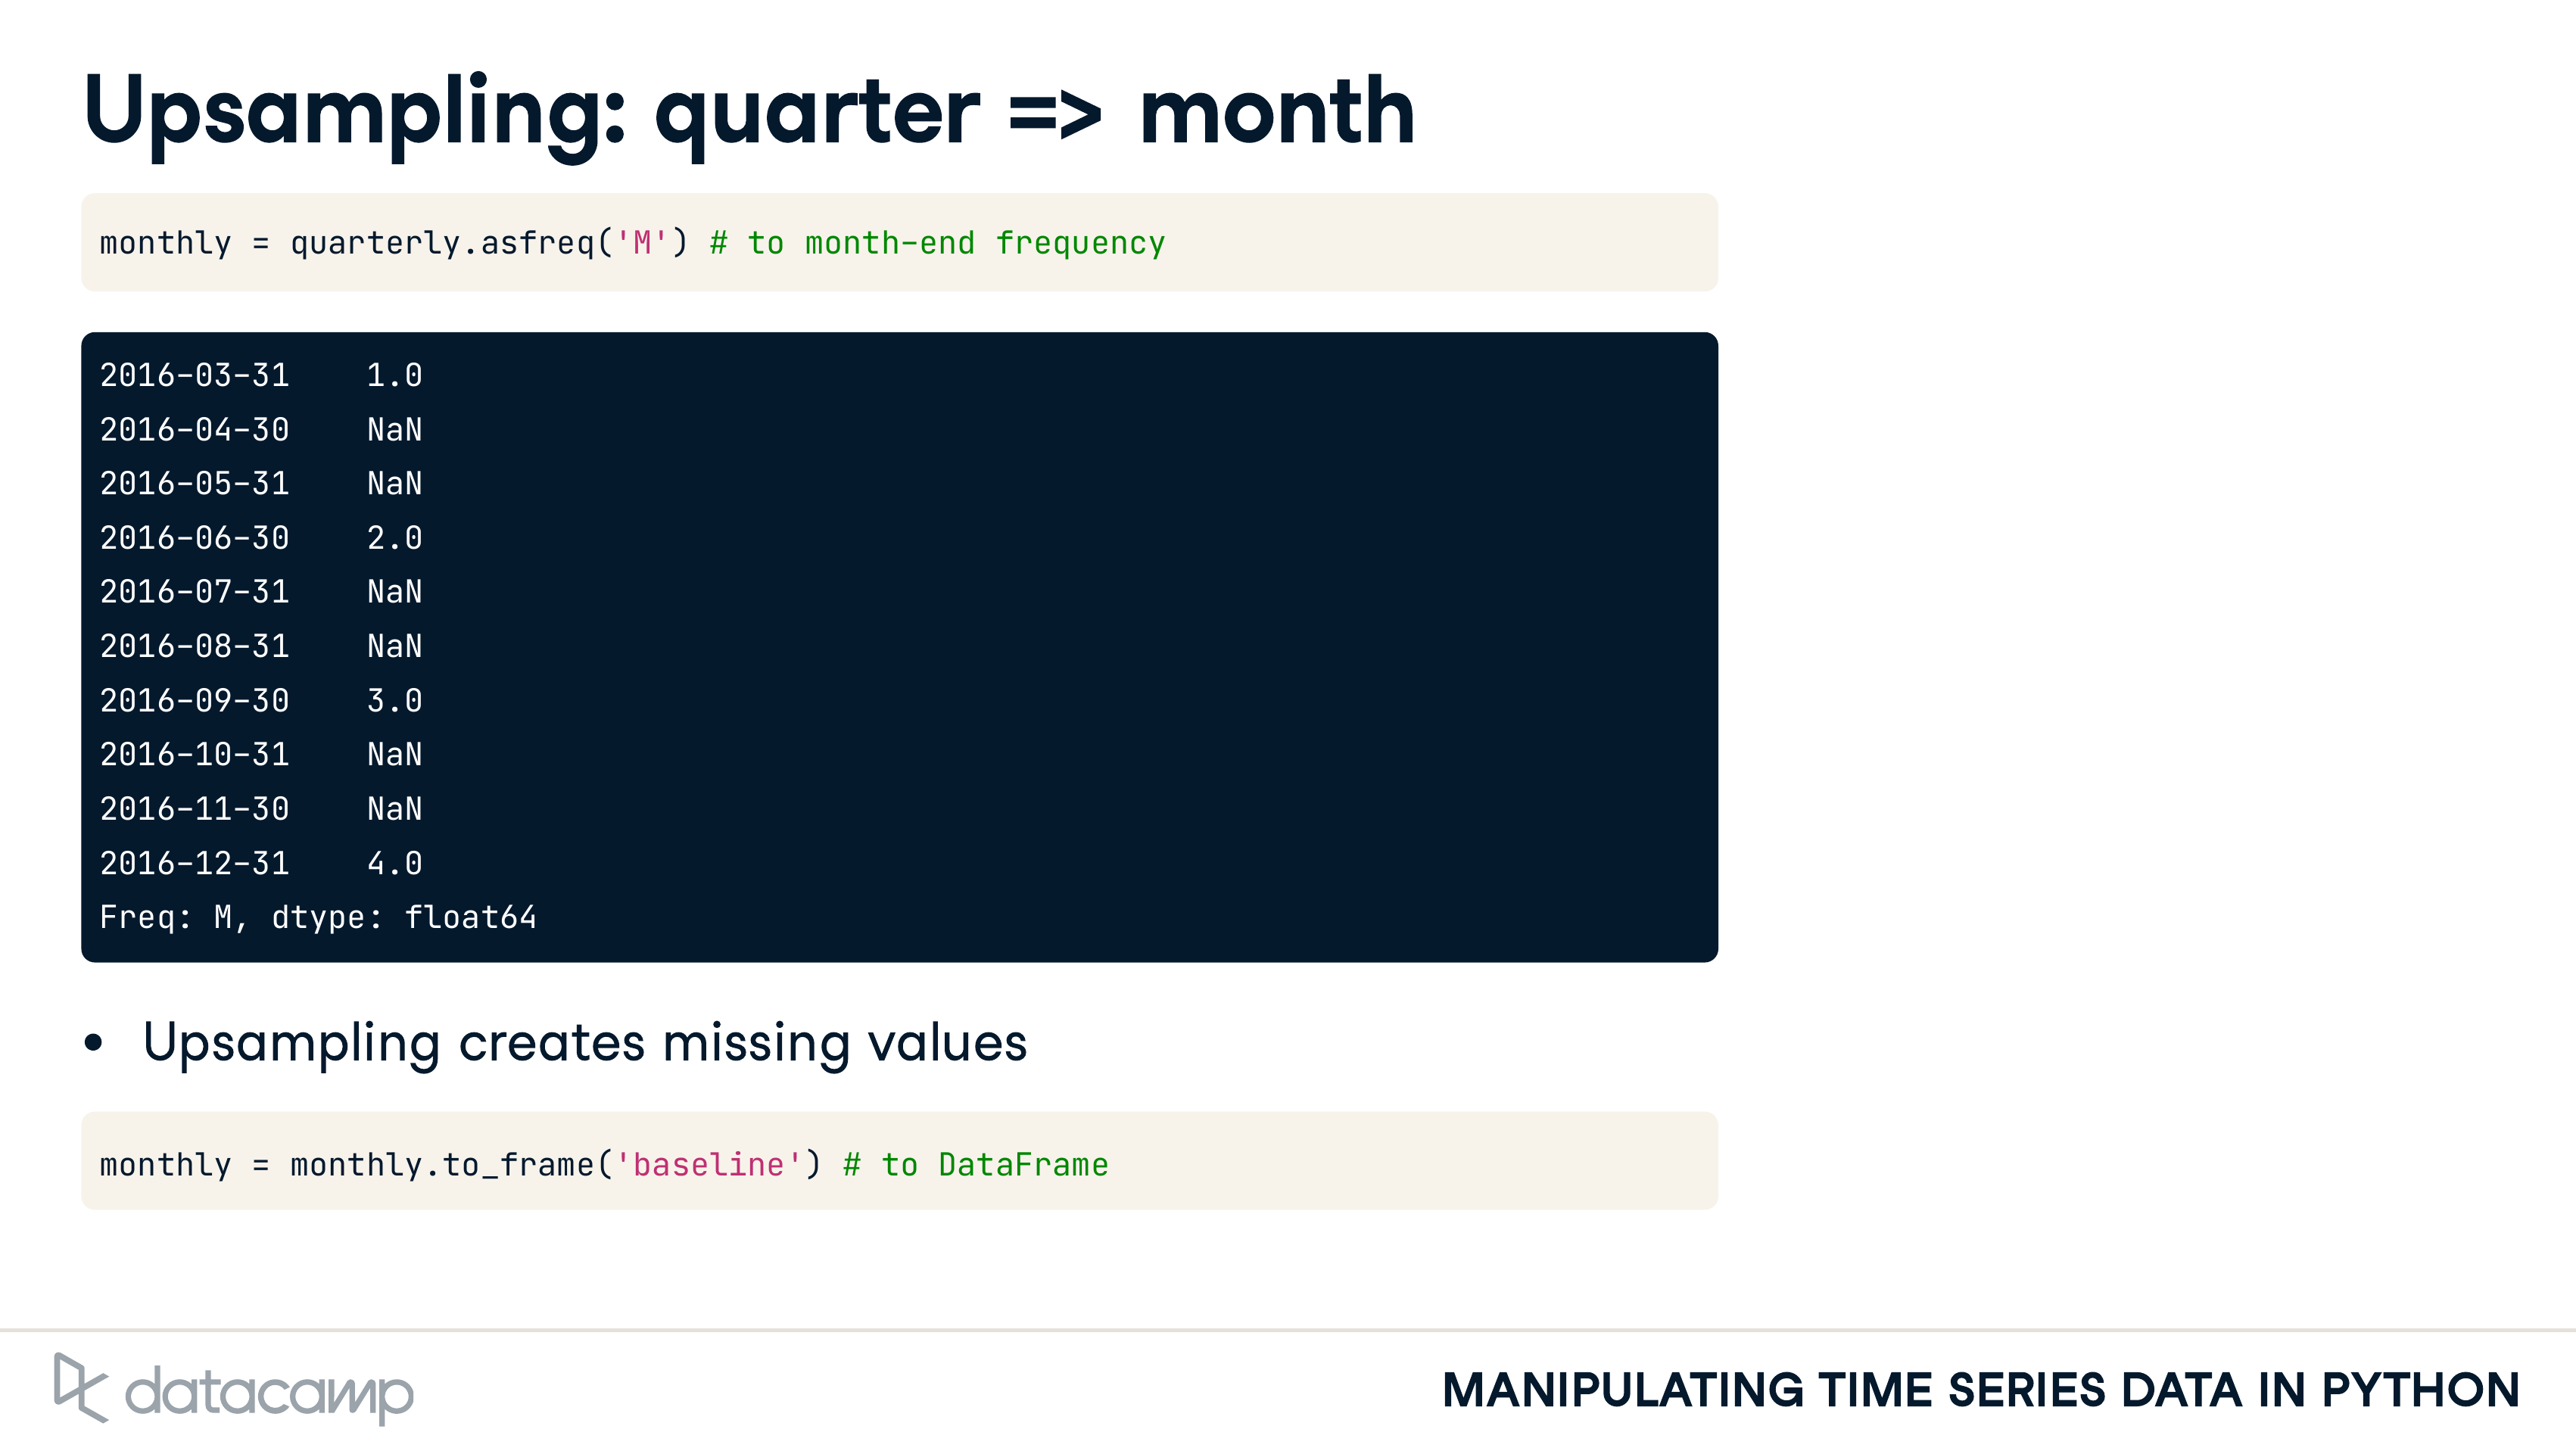 Upsampling: quarter => month
monthly = quarterly.asfreq('M') # to month-end frequency
2016-03-31    1.0
2016-04-30    NaN
2016-05-31    NaN
2016-06-30    2.0
2016-07-31    NaN
2016-08-31    NaN
2016-09-30    3.0
2016-10-31    NaN
2016-11-30    NaN
2016-12-31    4.0
Freq: M, dtype: float64
• Upsampling creates missing values
monthly = monthly.to_frame('baseline') # to DataFrame
datacamp
MANIPULATING TIME SERIES DATA IN PYTHON